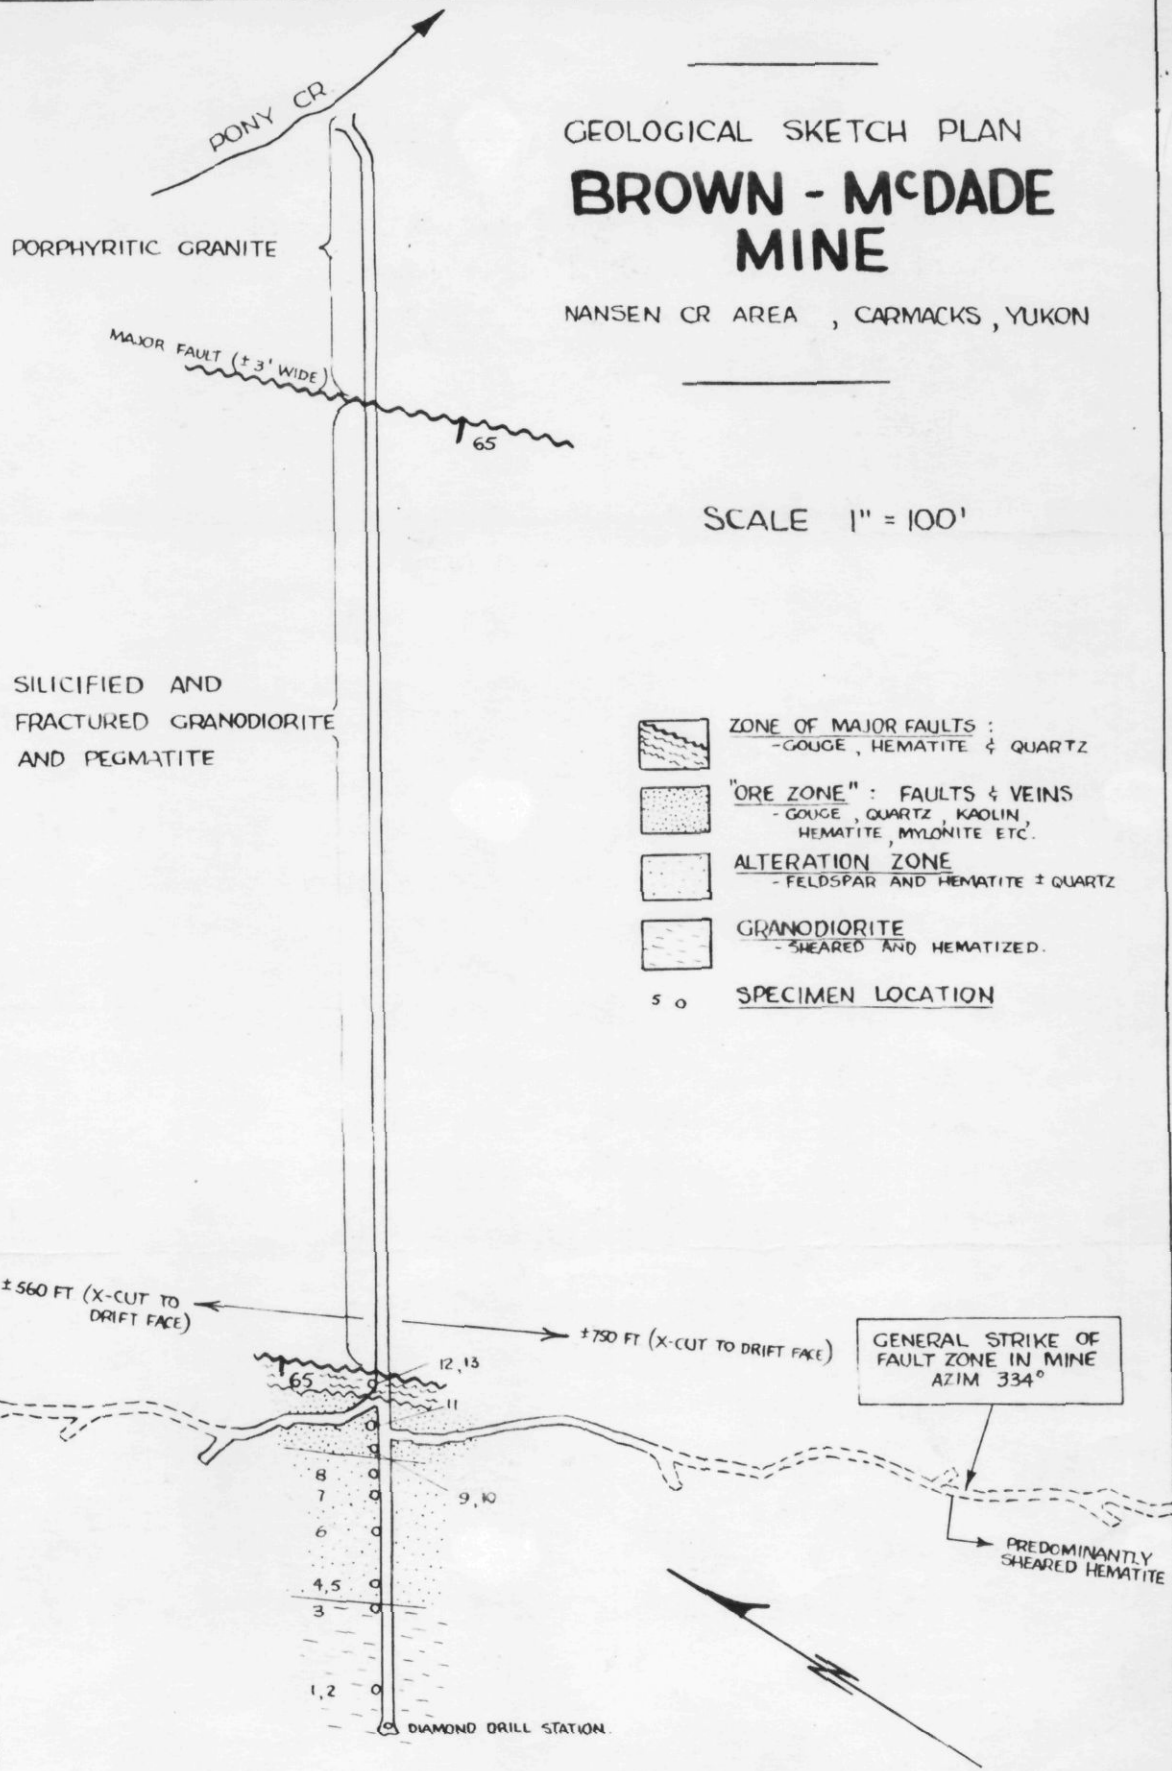 PONY CR
GEOLOGICAL SKETCH PLAN
BROWN - McDADE
MINE
NANSEN CR AREA , CARMACKS , YUKON
PORPHYRITIC GRANITE
MAJOR FAULT (± 3' WIDE)
65
SCALE 1" = 100'
SILICIFIED AND
FRACTURED GRANODIORITE
AND PEGMATITE
ZONE OF MAJOR FAULTS :
- GOUGE , HEMATITE & QUARTZ
"ORE ZONE" : FAULTS & VEINS
- GOUGE , QUARTZ , KAOLIN ,
HEMATITE , MYLONITE ETC.
ALTERATION ZONE
- FELDSPAR AND HEMATITE ± QUARTZ
GRANODIORITE
- SHEARED AND HEMATIZED.
5 o SPECIMEN LOCATION
±560 FT (X-CUT TO
DRIFT FACE)
±750 FT (X-CUT TO DRIFT FACE)
GENERAL STRIKE OF
FAULT ZONE IN MINE
AZIM 334°
12,13
65
11
8
7
9,10
6
4,5
3
PREDOMINANTLY
SHEARED HEMATITE
1,2
N
DIAMOND DRILL STATION.